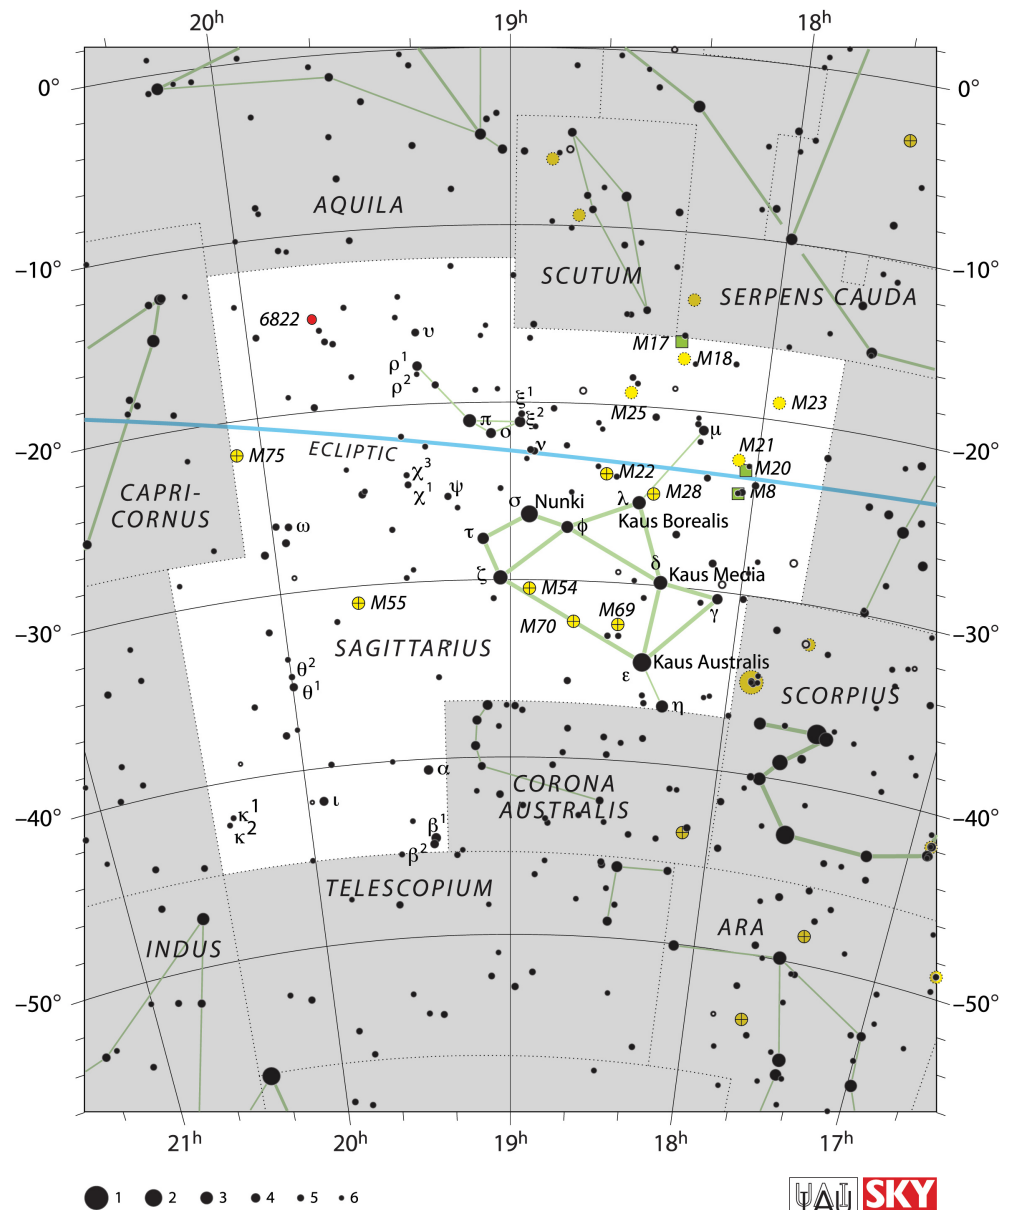 20h 19h 18h
0° 0°
AQUILA
–10° –10°
SCUTUM
SERPENS CAUDA
6822
υ
M17
M18
ρ1
ρ2
ξ1
M25
M23
π ο ξ2
μ
–20° –20°
ECLIPTIC
ν
M75
M21
M20
χ3
M22
χ1
ψ
M28
M8
CAPRI-
CORNUS
σ Nunki
λ
Kaus Borealis
ω
τ
φ
ζ
δ
Kaus Media
M54
M55
M70
M69
γ
–30° –30°
SAGITTARIUS
Kaus Australis
ε
θ2
θ1
SCORPIUS
η
α
CORONA
AUSTRALIS
ι
–40° –40°
κ1
κ2
β1
β2
TELESCOPIUM
ARA
INDUS
–50° –50°
21h 20h 19h 18h 17h
1 2 3 4 5 6
IAU SKY